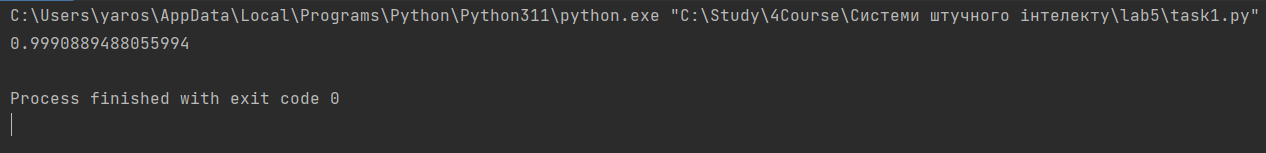 C:\Users\yaros\AppData\Local\Programs\Python\Python311\python.exe "C:\Study\4Course\Системи штучного інтелекту\lab5\task1.py"
0.9990889488055994
Process finished with exit code 0